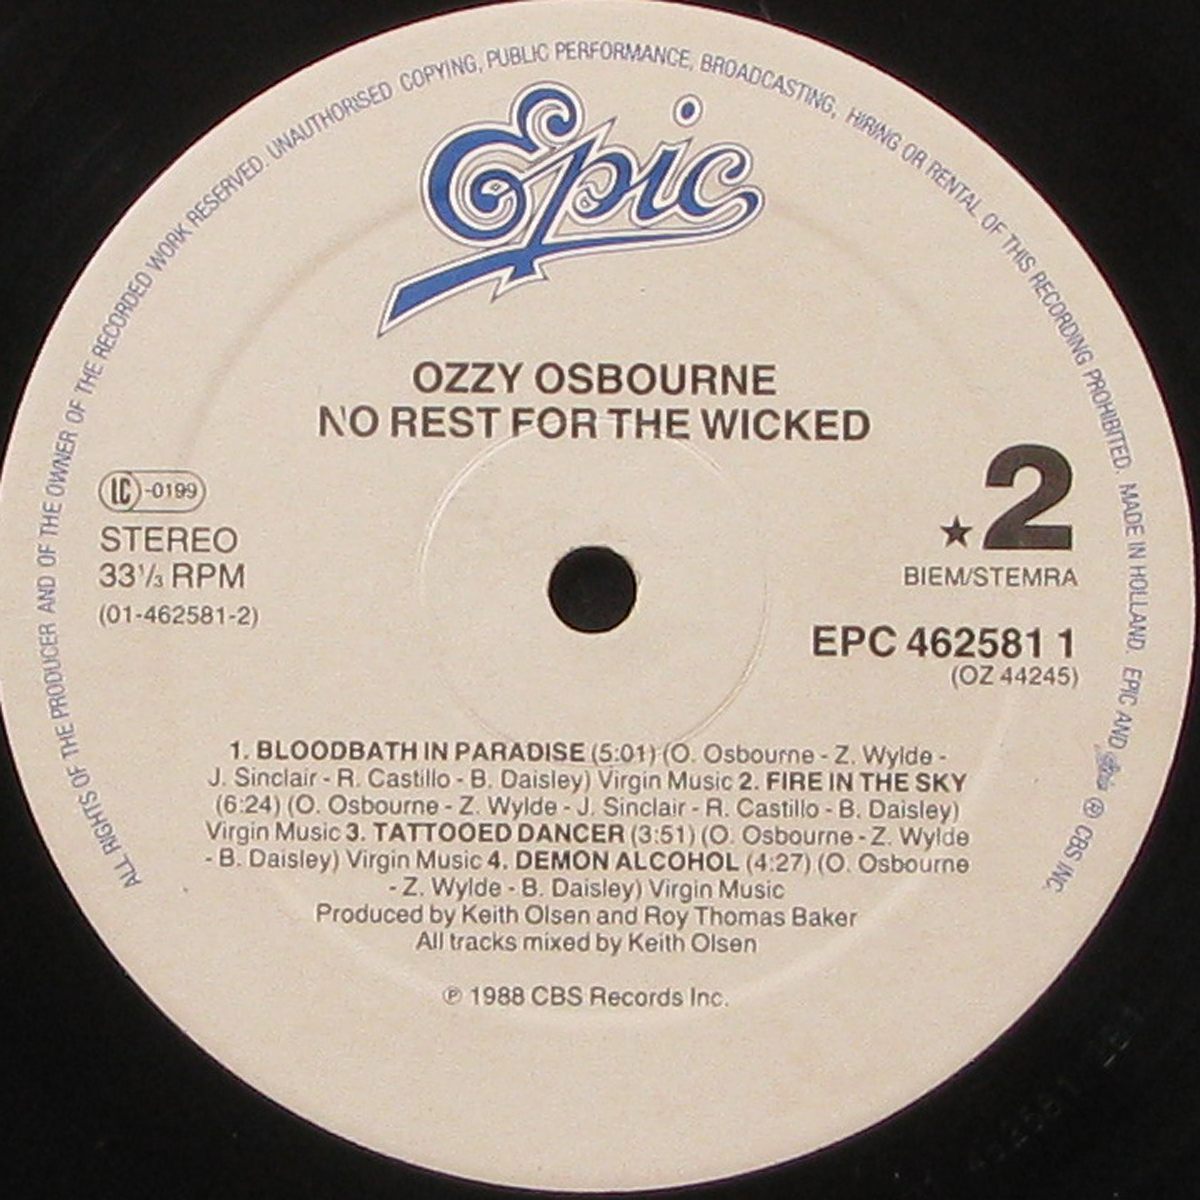 ALL RIGHTS OF THE PRODUCER AND OF THE OWNER OF THE RECORDED WORK RESERVED. UNAUTHORISED COPYING, PUBLIC PERFORMANCE, BROADCASTING, HIRING OR RENTAL OF THIS RECORDING PROHIBITED. MADE IN HOLLAND. EPIC AND Epic ® CBS INC.
Epic
OZZY OSBOURNE
NO REST FOR THE WICKED
LC -0199
STEREO
33⅓ RPM
(01-462581-2)
★2
BIEM/STEMRA
EPC 462581 1
(OZ 44245)
1. BLOODBATH IN PARADISE (5:01) (O. Osbourne - Z. Wylde -
J. Sinclair - R. Castillo - B. Daisley) Virgin Music 2. FIRE IN THE SKY
(6:24) (O. Osbourne - Z. Wylde - J. Sinclair - R. Castillo - B. Daisley)
Virgin Music 3. TATTOOED DANCER (3:51) (O. Osbourne - Z. Wylde
- B. Daisley) Virgin Music 4. DEMON ALCOHOL (4:27) (O. Osbourne
- Z. Wylde - B. Daisley) Virgin Music
Produced by Keith Olsen and Roy Thomas Baker
All tracks mixed by Keith Olsen
℗ 1988 CBS Records Inc.